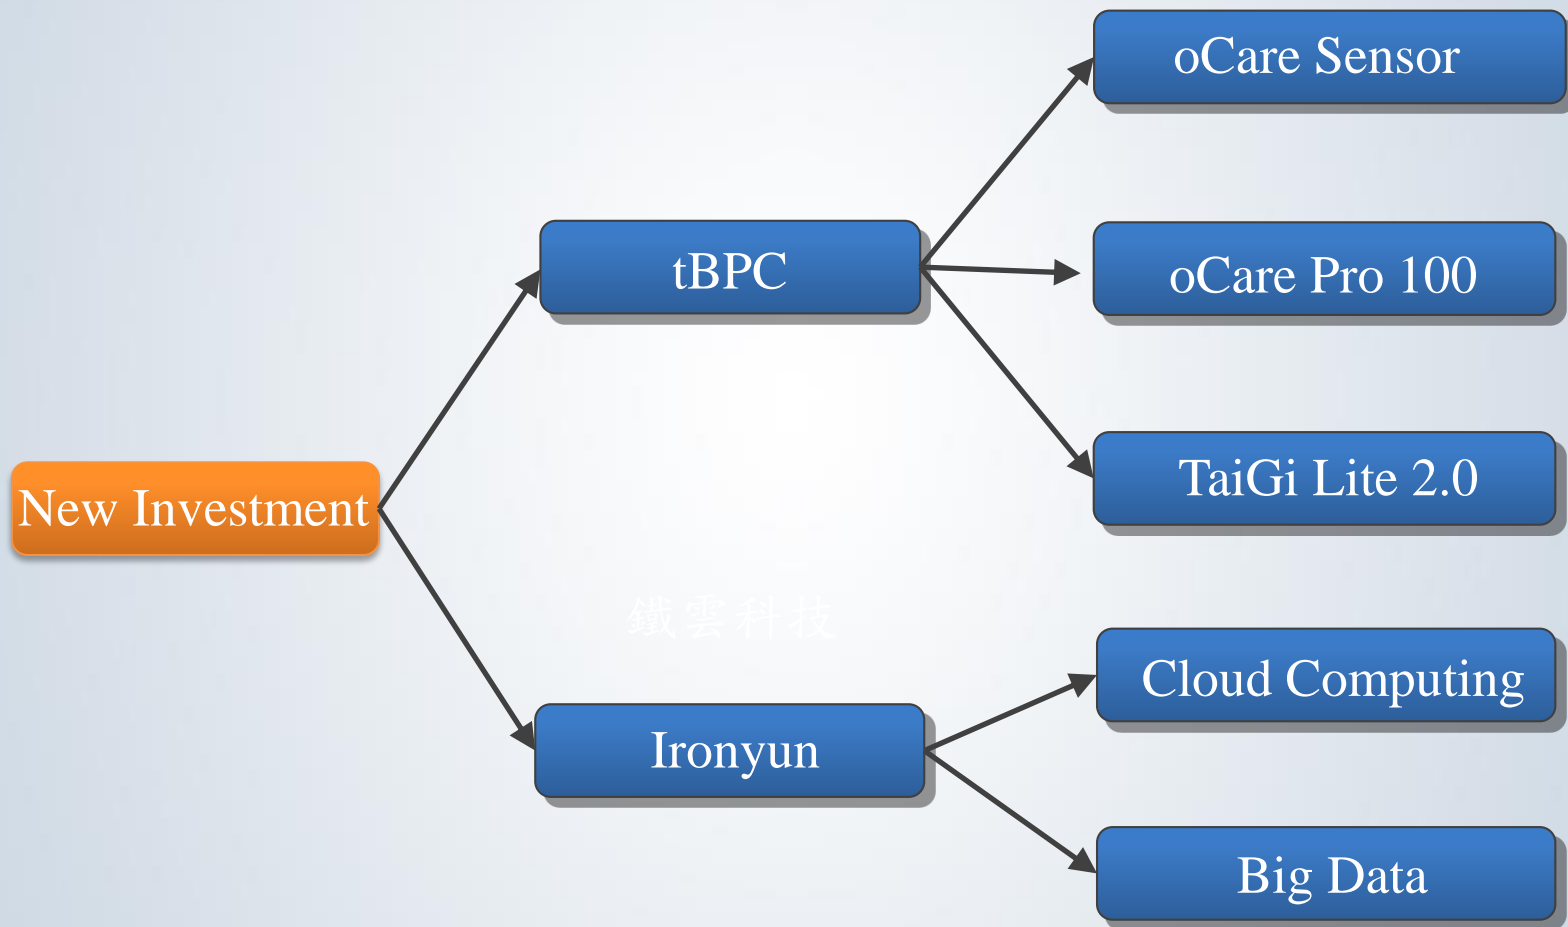 oCare Sensor
tBPC
oCare Pro 100
TaiGi Lite 2.0
New Investment
鐵雲科技
Cloud Computing
Ironyun
Big Data